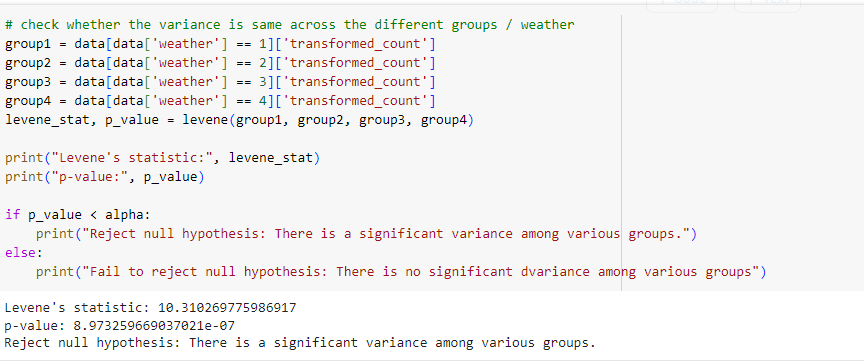 # check whether the variance is same across the different groups / weather
group1 = data[data['weather'] == 1]['transformed_count']
group2 = data[data['weather'] == 2]['transformed_count']
group3 = data[data['weather'] == 3]['transformed_count']
group4 = data[data['weather'] == 4]['transformed_count']
levene_stat, p_value = levene(group1, group2, group3, group4)
print("Levene's statistic:", levene_stat)
print("p-value:", p_value)
if p_value < alpha:
    print("Reject null hypothesis: There is a significant variance among various groups.")
else:
    print("Fail to reject null hypothesis: There is no significant dvariance among various groups")
Levene's statistic: 10.310269775986917
p-value: 8.973259669037021e-07
Reject null hypothesis: There is a significant variance among various groups.